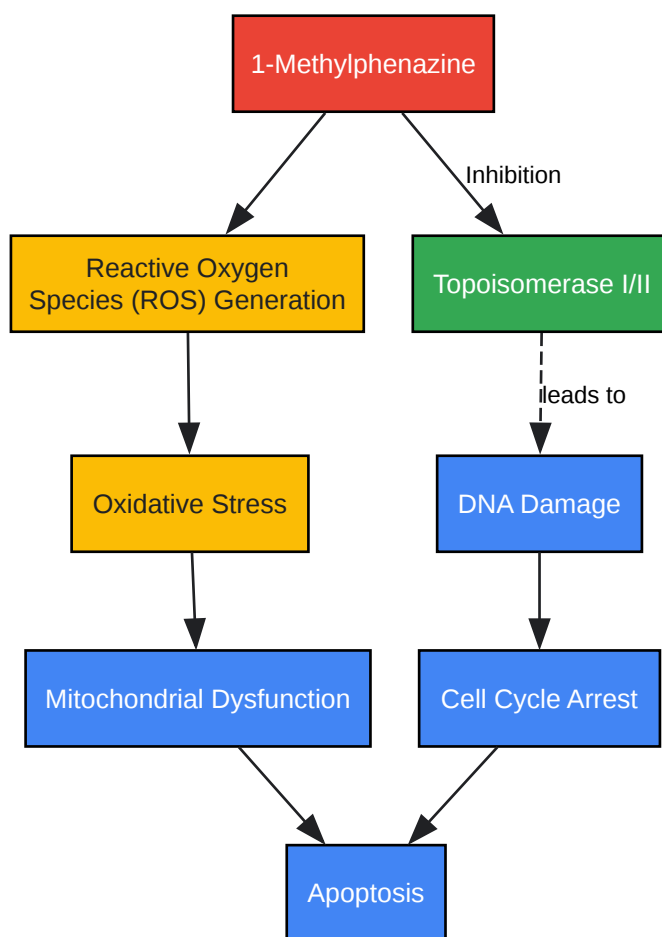 1-Methylphenazine
Inhibition
Reactive Oxygen
Species (ROS) Generation
Topoisomerase I/II
leads to
Oxidative Stress
DNA Damage
Mitochondrial Dysfunction
Cell Cycle Arrest
Apoptosis